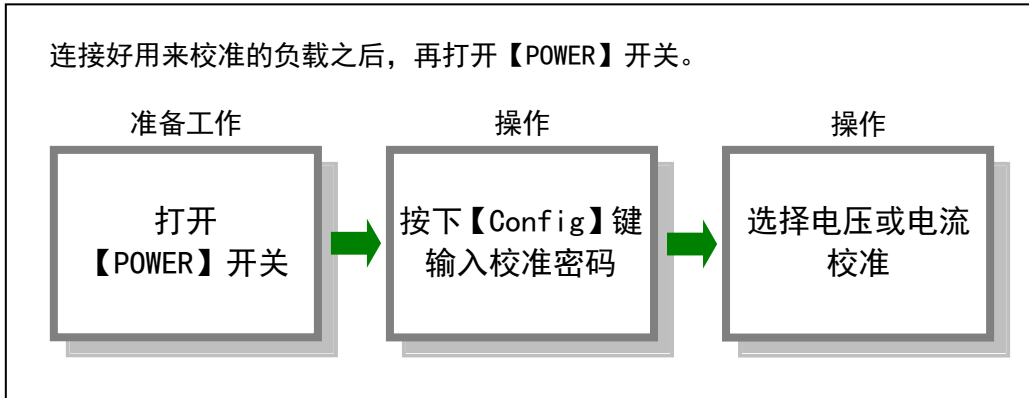 连接好用来校准的负载之后，再打开【POWER】开关。
准备工作
操作
操作
打开
【POWER】开关
按下【Config】键
输入校准密码
选择电压或电流
校准